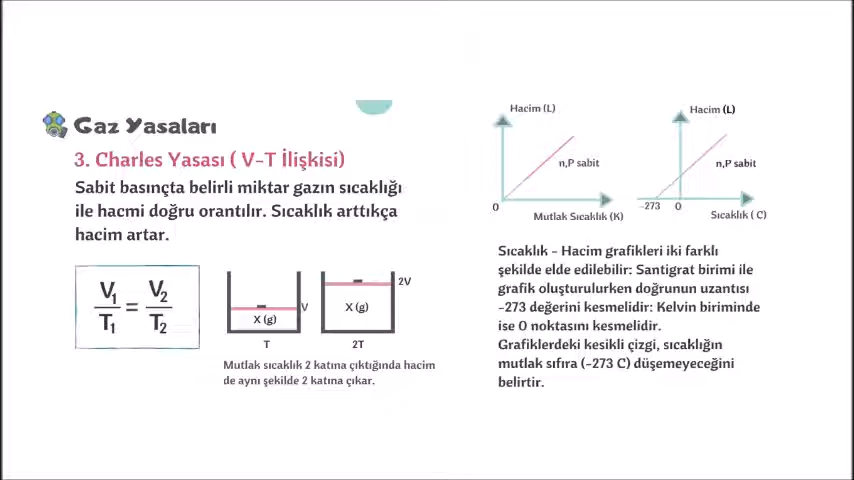 Gaz Yasaları
3. Charles Yasası ( V-T İlişkisi)
Sabit basınçta belirli miktar gazın sıcaklığı
ile hacmi doğru orantılır. Sıcaklık arttıkça
hacim artar.
V₁ / T₁ = V₂ / T₂
V
X (g)
T
2V
X (g)
2T
Mutlak sıcaklık 2 katına çıktığında hacim
de aynı şekilde 2 katına çıkar.
Hacim (L)
n,P sabit
0
Mutlak Sıcaklık (K)
Hacim (L)
n,P sabit
-273
0
Sıcaklık ( C)
Sıcaklık - Hacim grafikleri iki farklı
şekilde elde edilebilir: Santigrat birimi ile
grafik oluşturulurken doğrunun uzantısı
-273 değerini kesmelidir: Kelvin biriminde
ise 0 noktasını kesmelidir.
Grafiklerdeki kesikli çizgi, sıcaklığın
mutlak sıfıra (-273 C) düşemeyeceğini
belirtir.